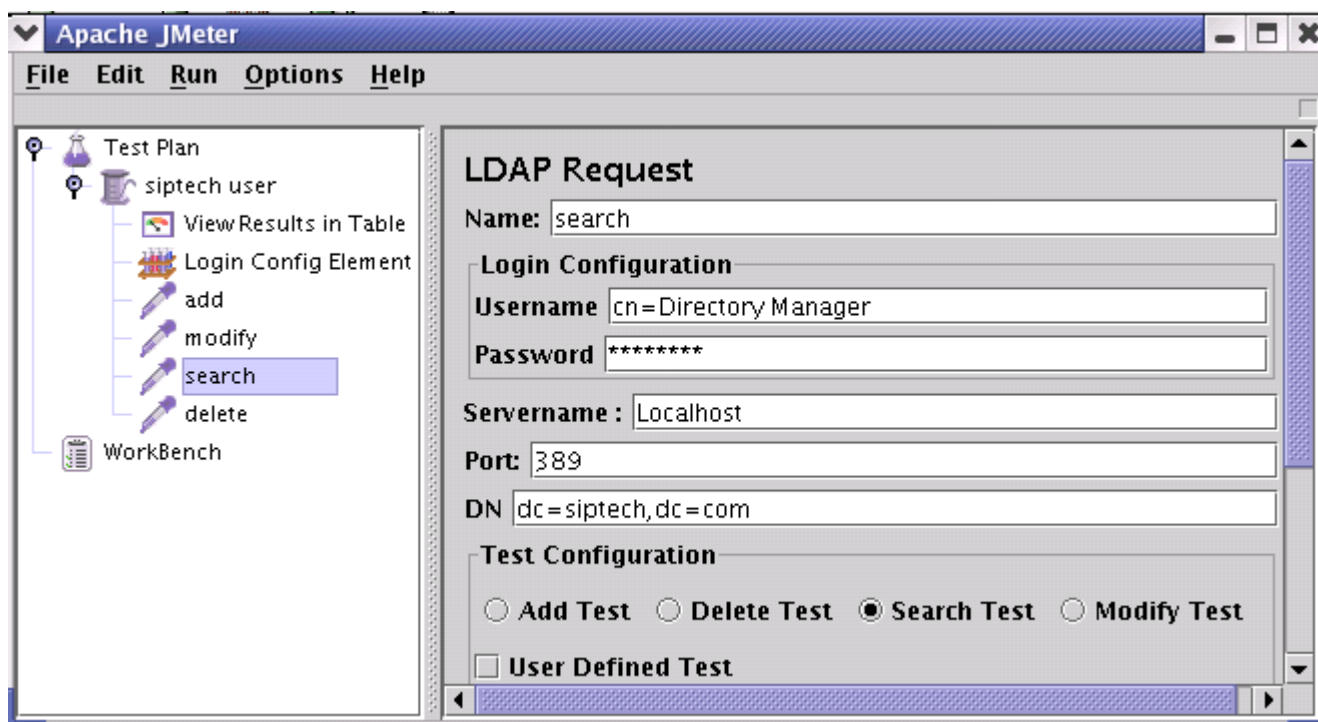 Apache JMeter
File Edit Run Options Help
Test Plan
siptech user
View Results in Table
Login Config Element
add
modify
search
delete
WorkBench
LDAP Request
Name: search
Login Configuration
Username cn=Directory Manager
Password ********
Servername : Localhost
Port: 389
DN dc=siptech,dc=com
Test Configuration
Add Test Delete Test Search Test Modify Test
User Defined Test